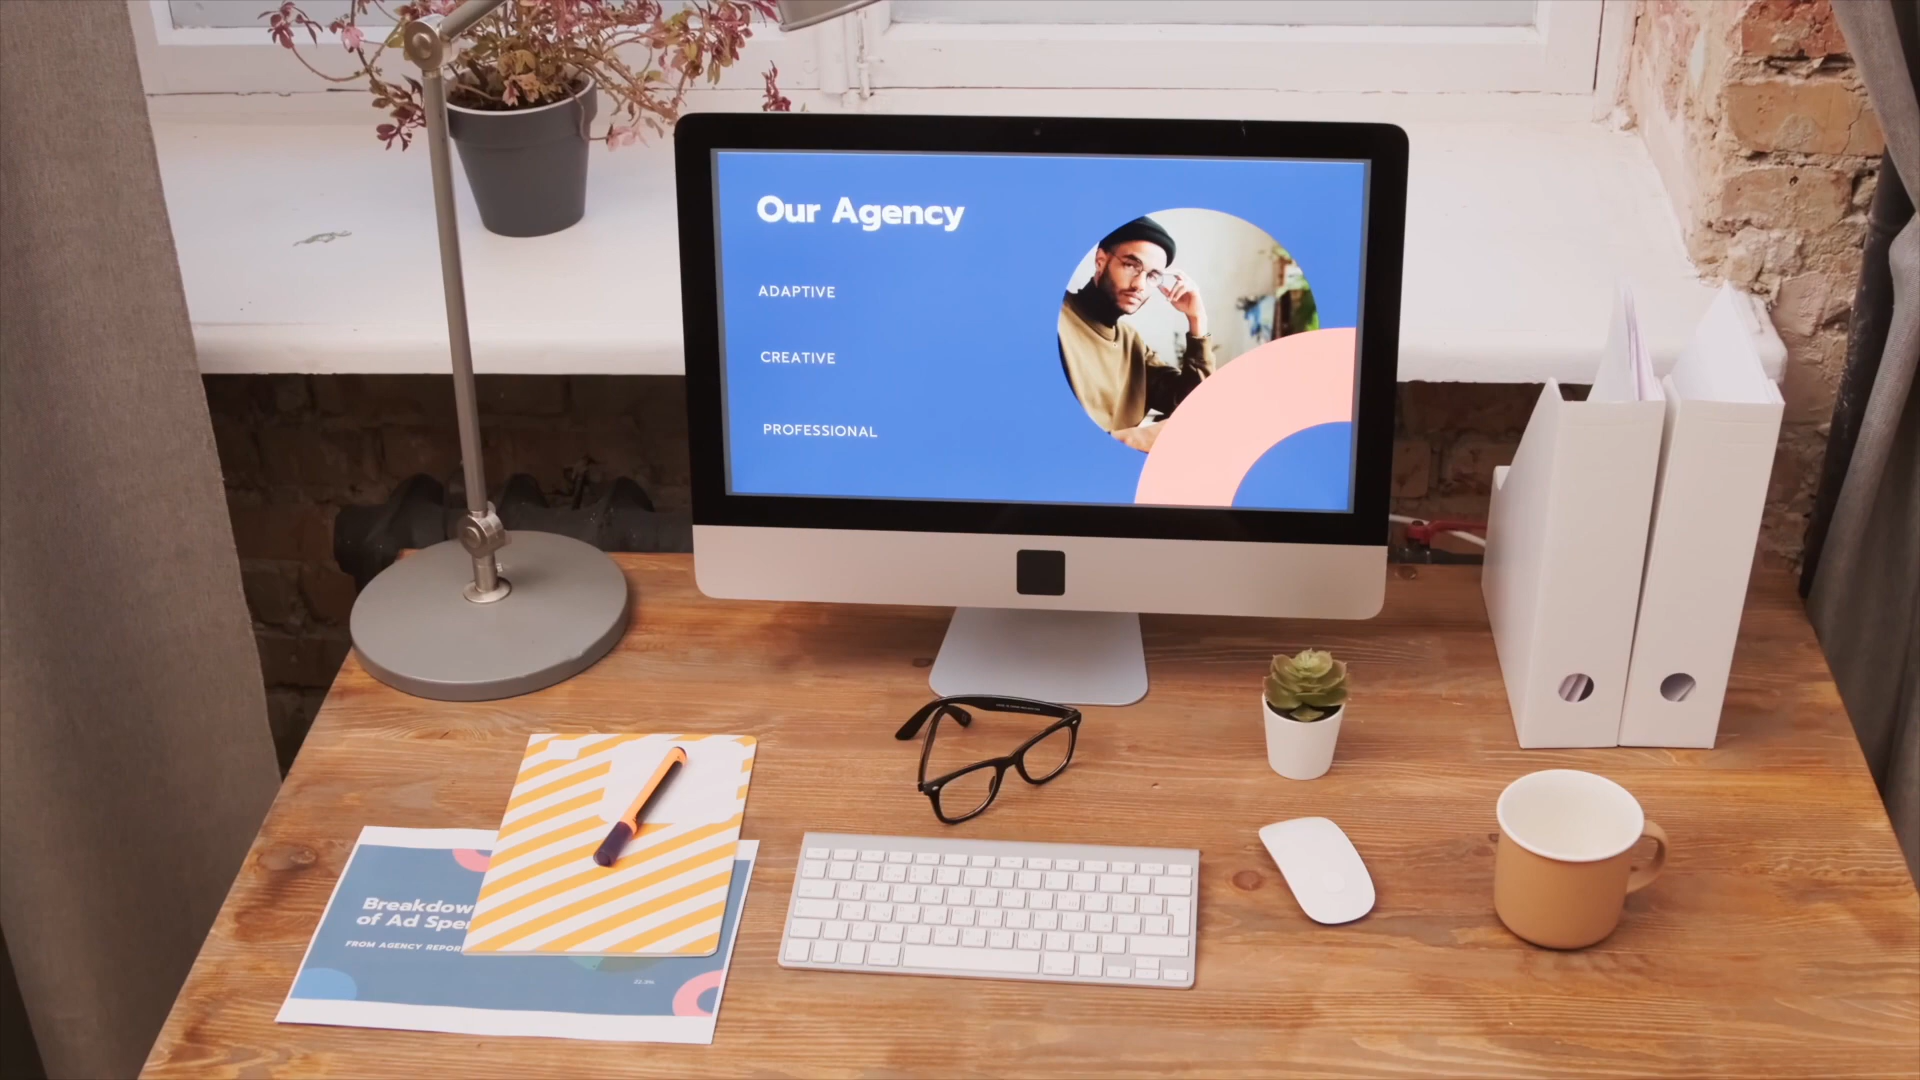 Our Agency
ADAPTIVE
CREATIVE
PROFESSIONAL
Breakdow
of Ad Spe
FROM AGENCY REPOR